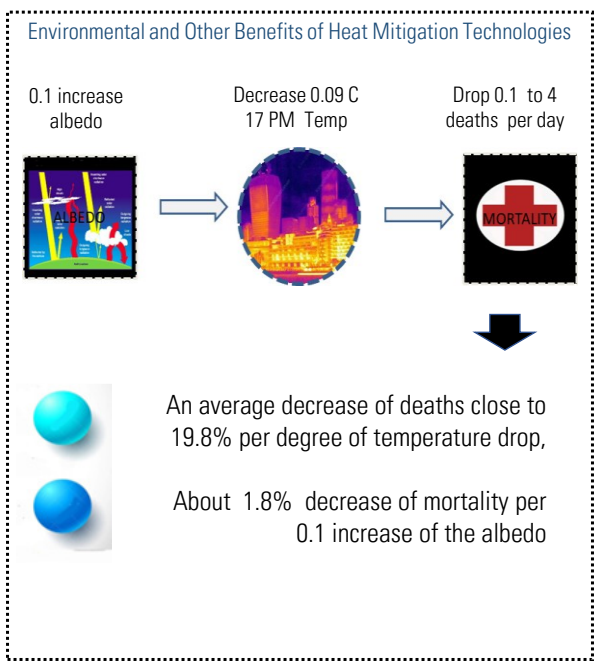 Environmental and Other Benefits of Heat Mitigation Technologies
0.1 increase
albedo
Decrease 0.09 C
17 PM Temp
Drop 0.1 to 4
deaths per day
ALBEDO
MORTALITY
An average decrease of deaths close to
19.8% per degree of temperature drop,
About 1.8% decrease of mortality per
0.1 increase of the albedo